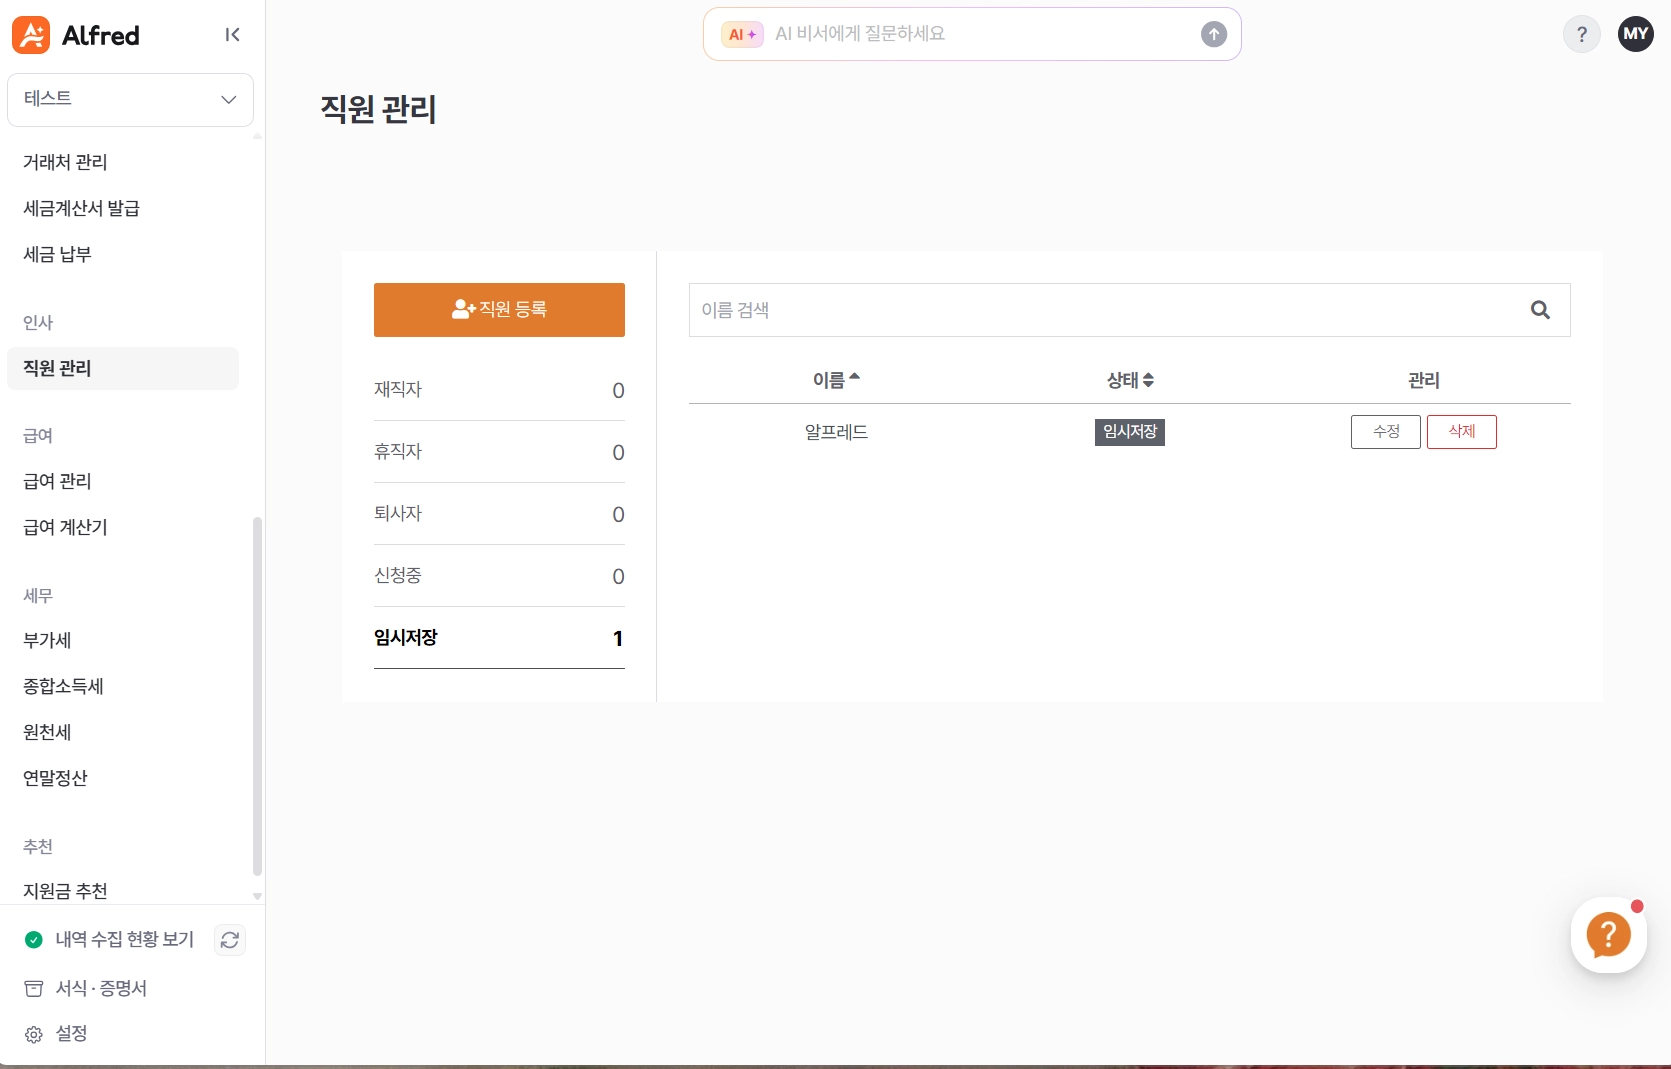 Alfred
AI
AI 비서에게 질문하세요
?
MY
테스트
거래처 관리
세금계산서 발급
세금 납부
인사
직원 관리
급여
급여 관리
급여 계산기
세무
부가세
종합소득세
원천세
연말정산
추천
지원금 추천
내역 수집 현황 보기
서식 · 증명서
설정
직원 관리
직원 등록
재직자 0
휴직자 0
퇴사자 0
신청중 0
임시저장 1
이름 검색
이름 상태 관리
알프레드 임시저장 수정 삭제
?